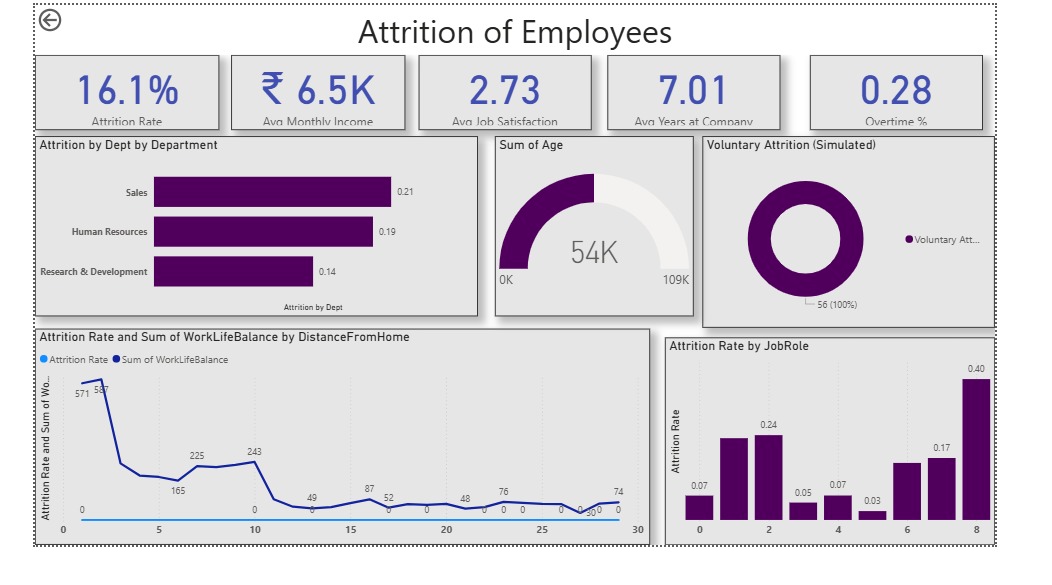 Attrition of Employees
16.1%
Attrition Rate
₹ 6.5K
Avg Monthly Income
2.73
Avg Job Satisfaction
7.01
Avg Years at Company
0.28
Overtime %
Attrition by Dept by Department
Sales
0.21
Human Resources
0.19
Research & Development
0.14
Attrition by Dept
Sum of Age
54K
0K
109K
Voluntary Attrition (Simulated)
Voluntary Att...
56 (100%)
Attrition Rate and Sum of WorkLifeBalance by DistanceFromHome
Attrition Rate
Sum of WorkLifeBalance
Attrition Rate and Sum of Wo...
571
587
165
225
243
49
87
52
48
76
30
74
0
0
0
0
0
0
0
0
0
0
0
0 5 10 15 20 25 30
Attrition Rate by JobRole
Attrition Rate
0.07
0.24
0.05
0.07
0.03
0.17
0.40
0 2 4 6 8